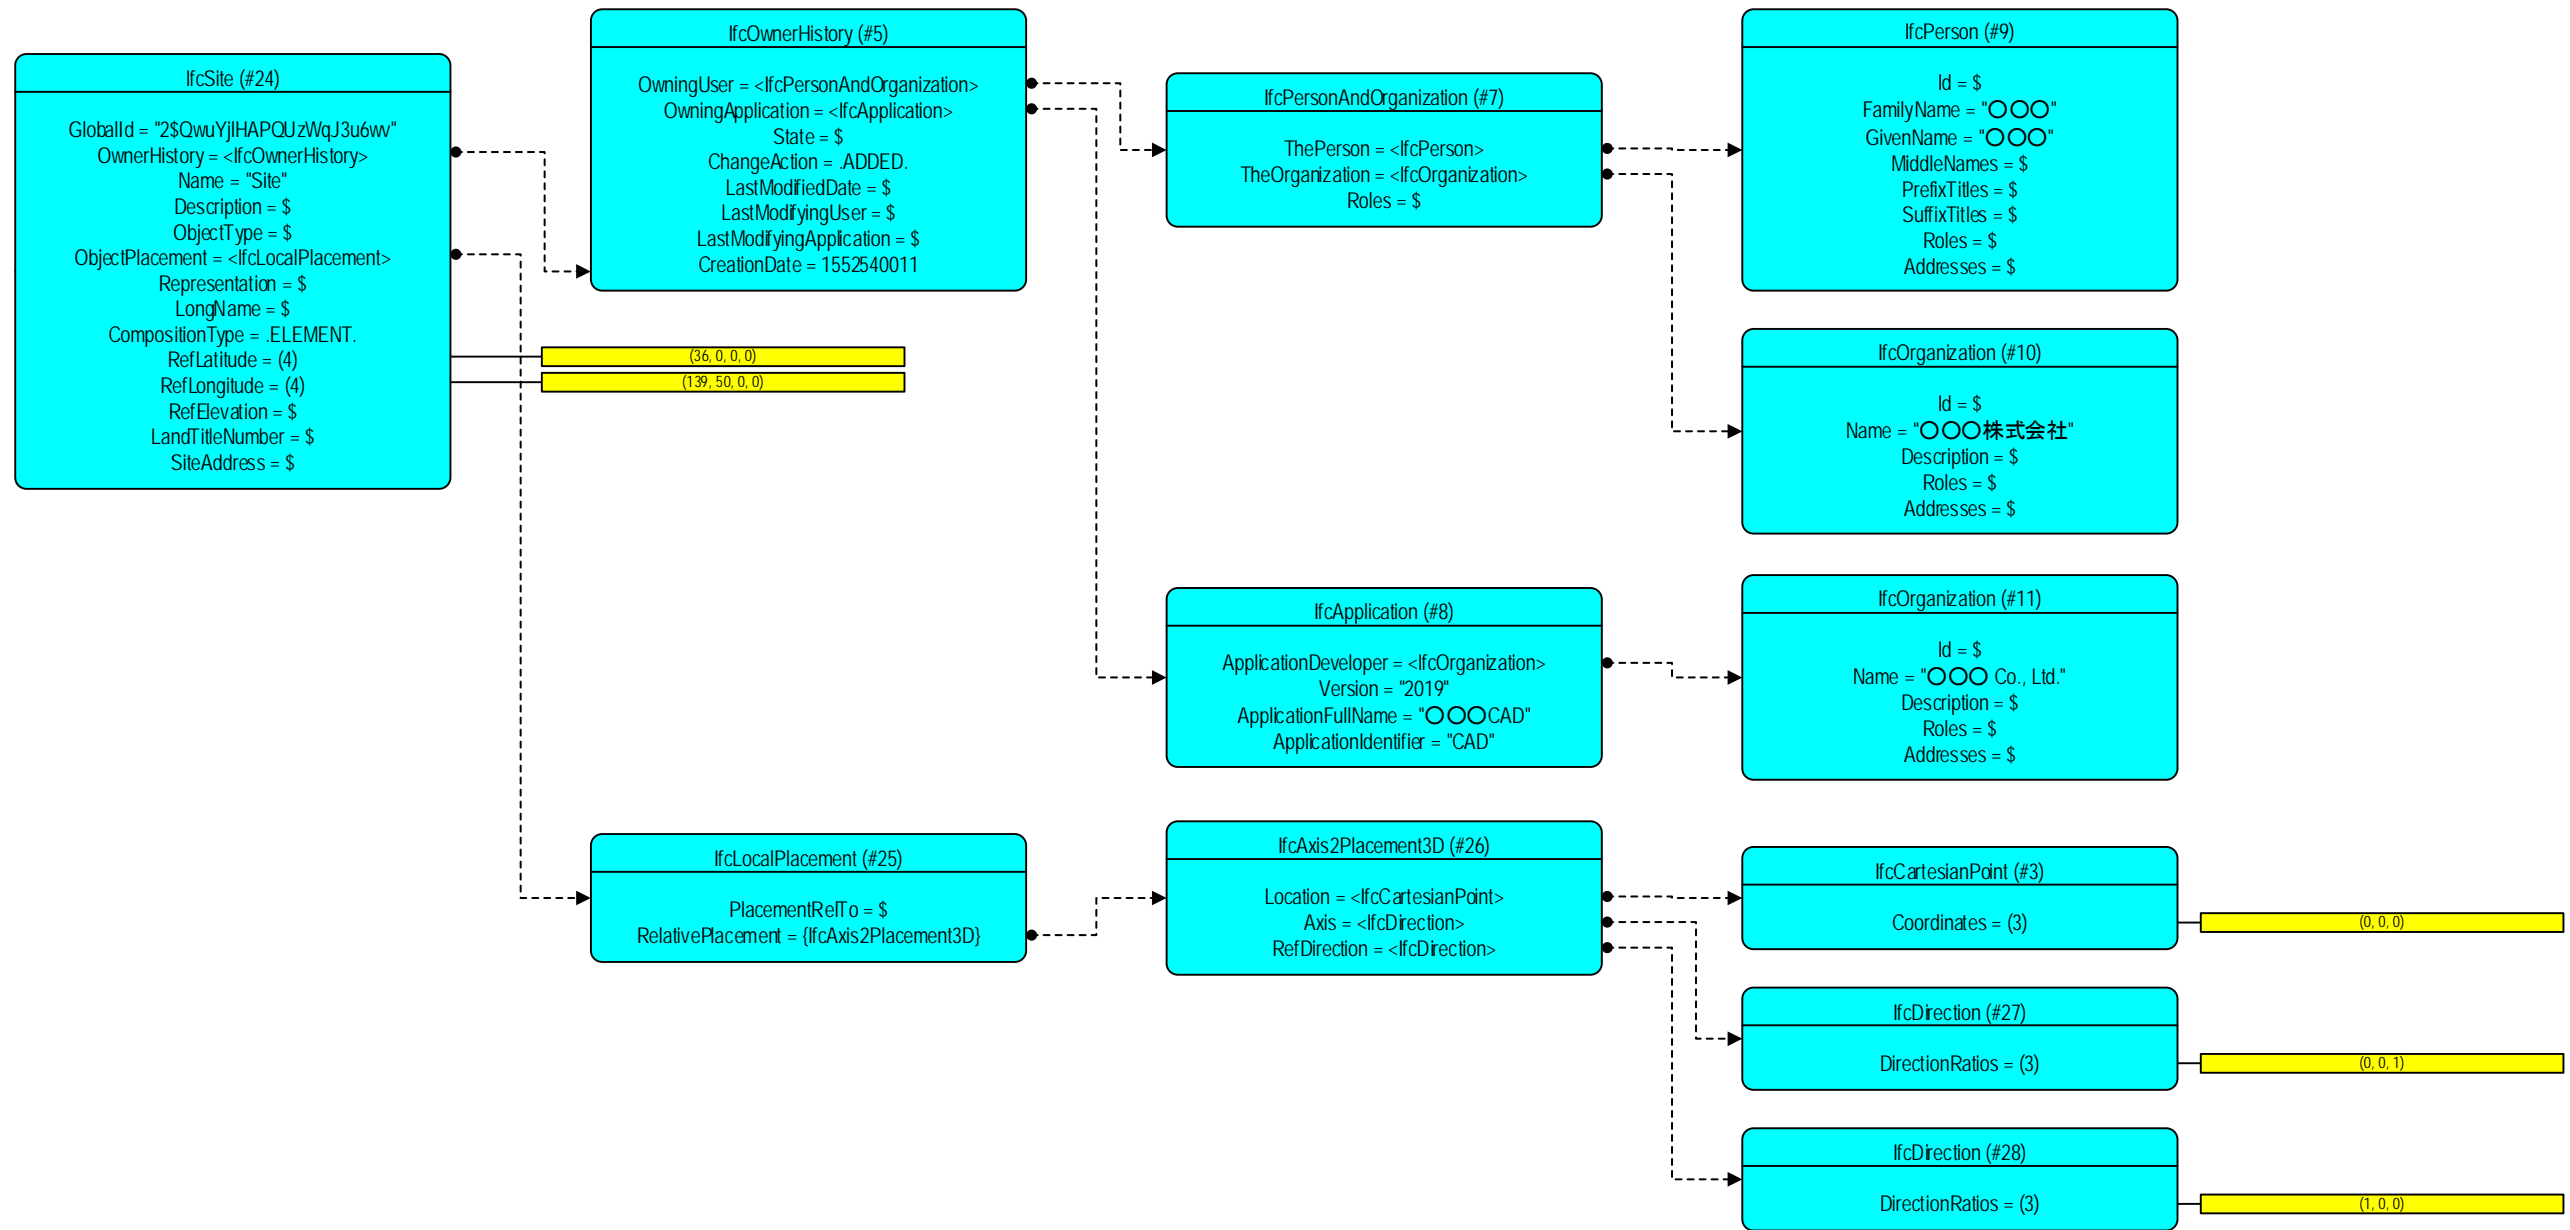 IfcSite (#24)
GlobalId = "2$QwuYjlHAPQUzWqJ3u6wv"
OwnerHistory = <IfcOwnerHistory>
Name = "Site"
Description = $
ObjectType = $
ObjectPlacement = <IfcLocalPlacement>
Representation = $
LongName = $
CompositionType = .ELEMENT.
RefLatitude = (4)
RefLongitude = (4)
RefElevation = $
LandTitleNumber = $
SiteAddress = $
(36, 0, 0, 0)
(139, 50, 0, 0)
IfcOwnerHistory (#5)
OwningUser = <IfcPersonAndOrganization>
OwningApplication = <IfcApplication>
State = $
ChangeAction = .ADDED.
LastModifiedDate = $
LastModifyingUser = $
LastModifyingApplication = $
CreationDate = 1552540011
IfcPersonAndOrganization (#7)
ThePerson = <IfcPerson>
TheOrganization = <IfcOrganization>
Roles = $
IfcPerson (#9)
Id = $
FamilyName = "〇〇〇"
GivenName = "〇〇〇"
MiddleNames = $
PrefixTitles = $
SuffixTitles = $
Roles = $
Addresses = $
IfcOrganization (#10)
Id = $
Name = "〇〇〇株式会社"
Description = $
Roles = $
Addresses = $
IfcApplication (#8)
ApplicationDeveloper = <IfcOrganization>
Version = "2019"
ApplicationFullName = "〇〇〇CAD"
ApplicationIdentifier = "CAD"
IfcOrganization (#11)
Id = $
Name = "〇〇〇 Co., Ltd."
Description = $
Roles = $
Addresses = $
IfcLocalPlacement (#25)
PlacementRelTo = $
RelativePlacement = {IfcAxis2Placement3D}
IfcAxis2Placement3D (#26)
Location = <IfcCartesianPoint>
Axis = <IfcDirection>
RefDirection = <IfcDirection>
IfcCartesianPoint (#3)
Coordinates = (3)
(0, 0, 0)
IfcDirection (#27)
DirectionRatios = (3)
(0, 0, 1)
IfcDirection (#28)
DirectionRatios = (3)
(1, 0, 0)